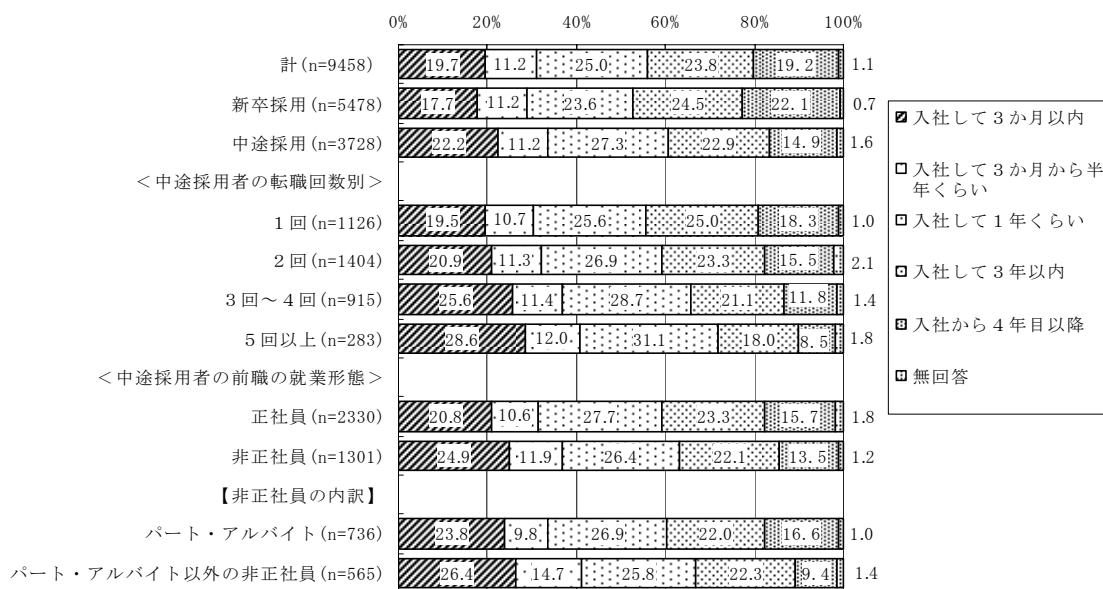 0% 20% 40% 60% 80% 100%
計(n=9458) 19.7 11.2 25.0 23.8 19.2 1.1
新卒採用(n=5478) 17.7 11.2 23.6 24.5 22.1 0.7
中途採用(n=3728) 22.2 11.2 27.3 22.9 14.9 1.6
＜中途採用者の転職回数別＞
1回(n=1126) 19.5 10.7 25.6 25.0 18.3 1.0
2回(n=1404) 20.9 11.3 26.9 23.3 15.5 2.1
3回～4回(n=915) 25.6 11.4 28.7 21.1 11.8 1.4
5回以上(n=283) 28.6 12.0 31.1 18.0 8.5 1.8
＜中途採用者の前職の就業形態＞
正社員(n=2330) 20.8 10.6 27.7 23.3 15.7 1.8
非正社員(n=1301) 24.9 11.9 26.4 22.1 13.5 1.2
【非正社員の内訳】
パート・アルバイト(n=736) 23.8 9.8 26.9 22.0 16.6 1.0
パート・アルバイト以外の非正社員(n=565) 26.4 14.7 25.8 22.3 9.4 1.4
入社して３か月以内
入社して３か月から半
年くらい
入社して１年くらい
入社して３年以内
入社から４年目以降
無回答